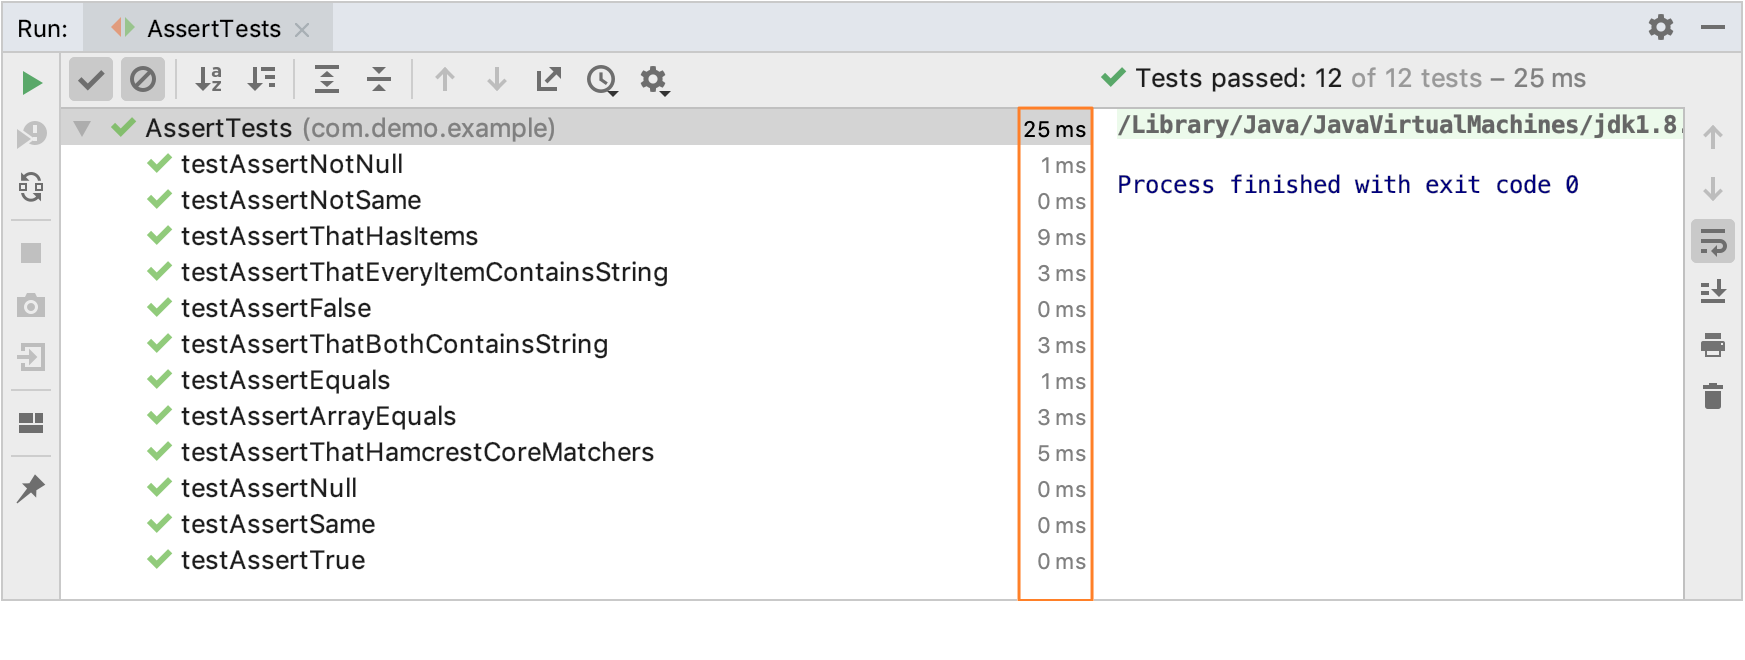 Run: AssertTests
Tests passed: 12 of 12 tests – 25 ms
AssertTests (com.demo.example) 25 ms
testAssertNotNull 1 ms
testAssertNotSame 0 ms
testAssertThatHasItems 9 ms
testAssertThatEveryItemContainsString 3 ms
testAssertFalse 0 ms
testAssertThatBothContainsString 3 ms
testAssertEquals 1 ms
testAssertArrayEquals 3 ms
testAssertThatHamcrestCoreMatchers 5 ms
testAssertNull 0 ms
testAssertSame 0 ms
testAssertTrue 0 ms
/Library/Java/JavaVirtualMachines/jdk1.8.
Process finished with exit code 0